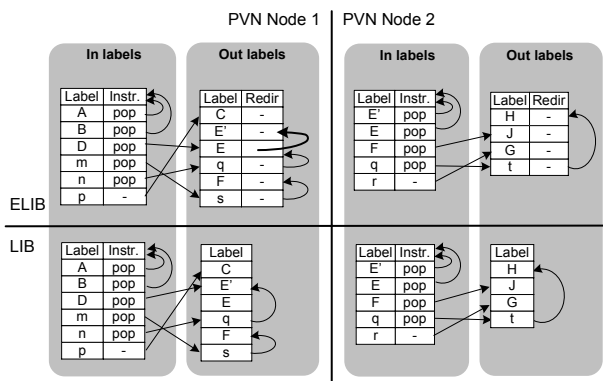 PVN Node 1 PVN Node 2
In labels Out labels In labels Out labels
Label Instr.
A pop
B pop
D pop
m pop
n pop
p -
Label Redir
C -
E' -
E
q -
F -
s -
Label Instr.
E' pop
E pop
F pop
q pop
r -
Label Redir
H -
J -
G -
t -
ELIB
LIB
Label Instr.
A pop
B pop
D pop
m pop
n pop
p -
Label
C
E'
E
q
F
s
Label Instr.
E' pop
E pop
F pop
q pop
r -
Label
H
J
G
t